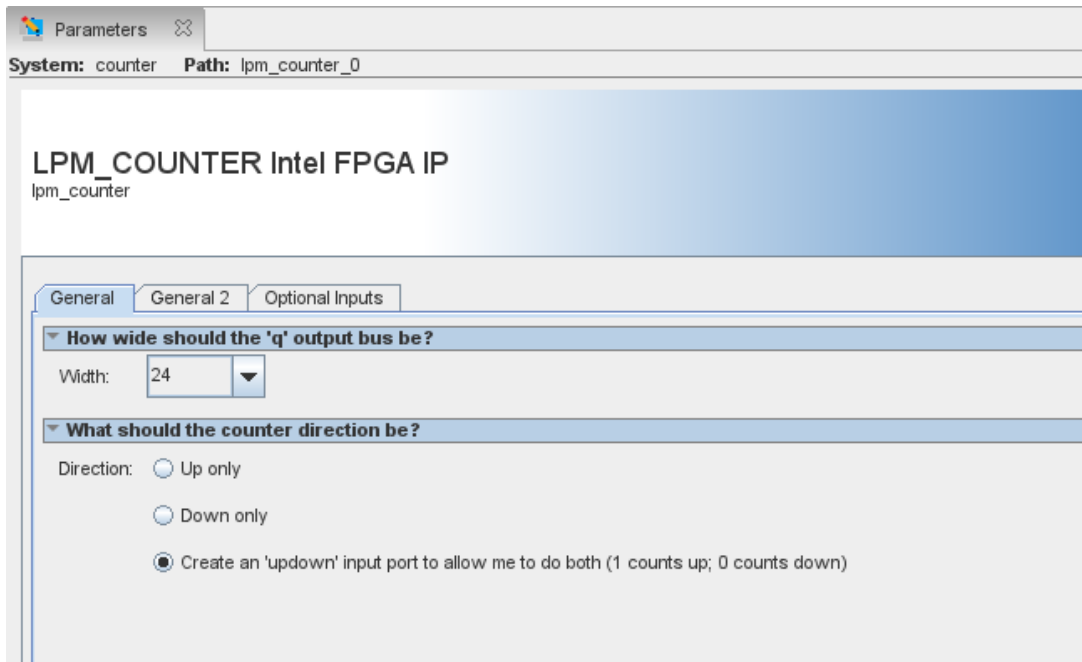 Parameters
System: counter Path: lpm_counter_0
LPM_COUNTER Intel FPGA IP
lpm_counter
General General 2 Optional Inputs
How wide should the 'q' output bus be?
Width: 24
What should the counter direction be?
Direction: Up only
Down only
Create an 'updown' input port to allow me to do both (1 counts up; 0 counts down)